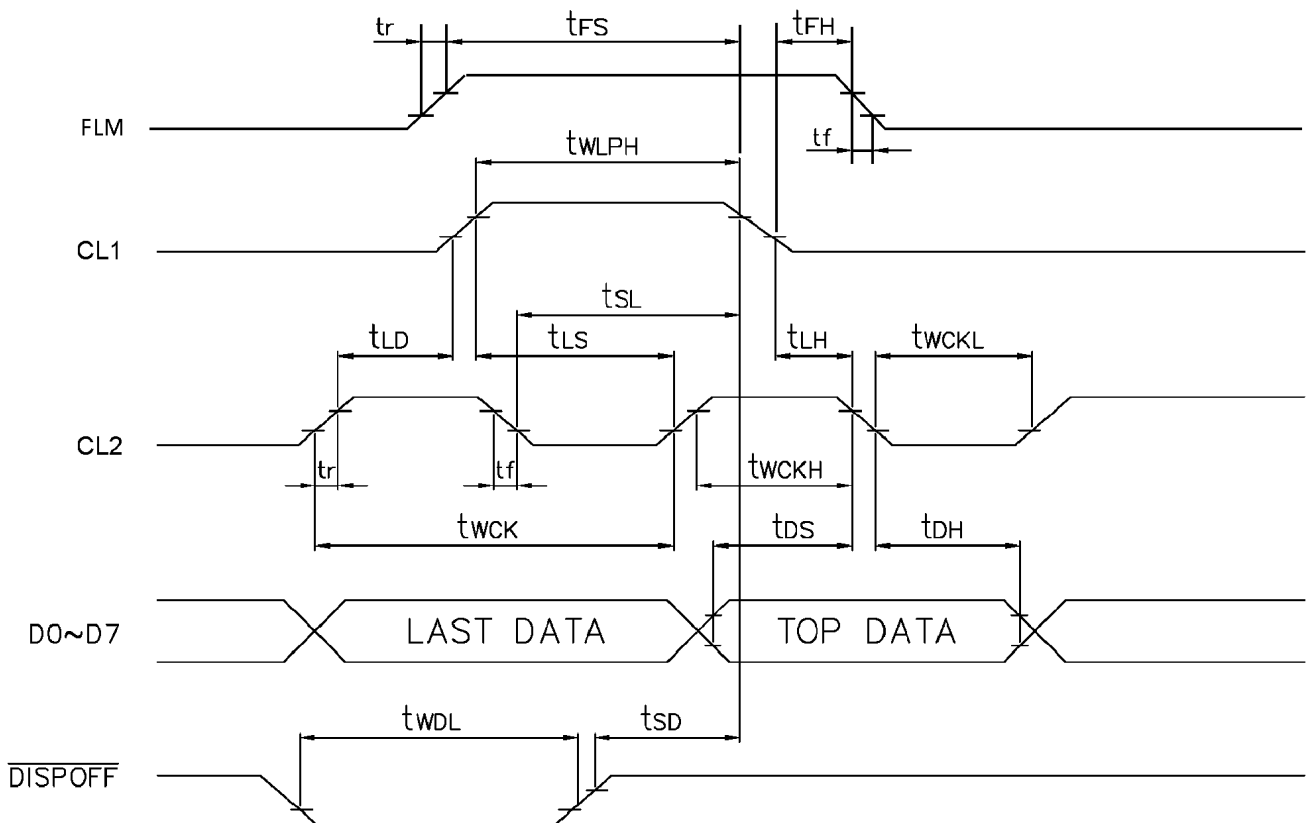 tr
tFS
tFH
FLM
tf
tWLPH
CL1
tSL
tLD
tLS
tLH
tWCKL
CL2
tr
tf
tWCKH
tWCK
tDS
tDH
D0~D7
LAST DATA
TOP DATA
tWDL
tSD
DISPOFF